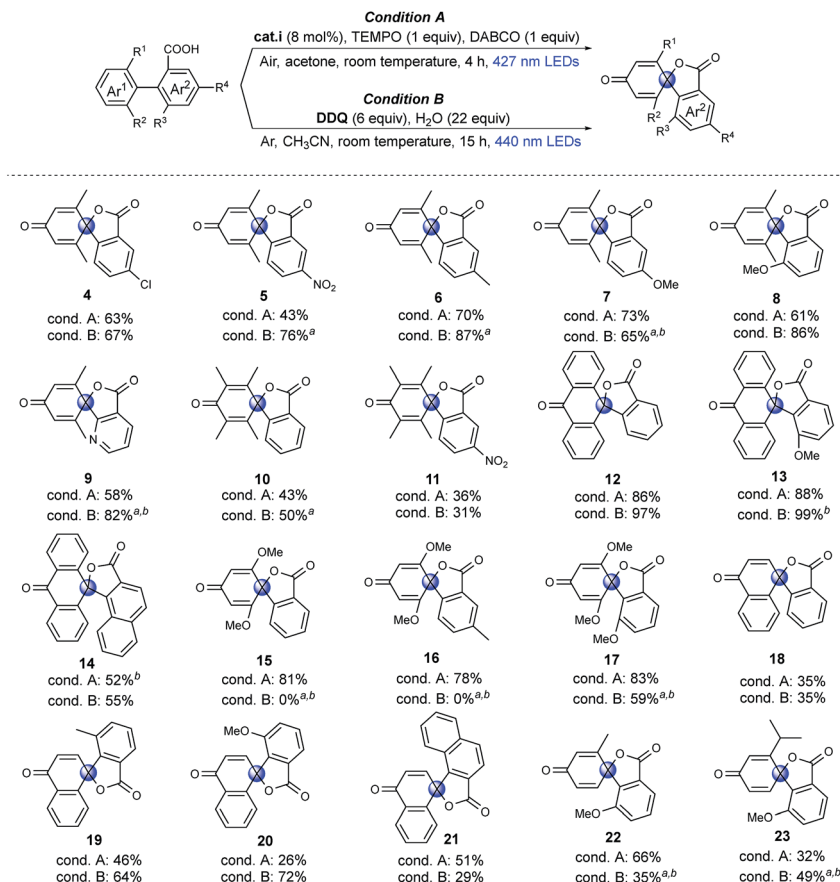 Condition A
cat.i (8 mol%), TEMPO (1 equiv), DABCO (1 equiv)
Air, acetone, room temperature, 4 h, 427 nm LEDs
Condition B
DDQ (6 equiv), H₂O (22 equiv)
Ar, CH₃CN, room temperature, 15 h, 440 nm LEDs
R¹ COOH
Ar¹ Ar² R⁴
R² R³
R¹ O O
O Ar²
R² R³ R⁴
O O O Cl
4
cond. A: 63%
cond. B: 67%
O O O NO₂
5
cond. A: 43%
cond. B: 76%ᵃ
O O O
6
cond. A: 70%
cond. B: 87%ᵃ
O O O OMe
7
cond. A: 73%
cond. B: 65%ᵃ,ᵇ
O O O MeO
8
cond. A: 61%
cond. B: 86%
O O O N
9
cond. A: 58%
cond. B: 82%ᵃ,ᵇ
O O O
10
cond. A: 43%
cond. B: 50%ᵃ
O O O NO₂
11
cond. A: 36%
cond. B: 31%
O O O
12
cond. A: 86%
cond. B: 97%
O O O OMe
13
cond. A: 88%
cond. B: 99%ᵇ
O O O
14
cond. A: 52%ᵇ
cond. B: 55%
OMe O O O MeO
15
cond. A: 81%
cond. B: 0%ᵃ,ᵇ
OMe O O O MeO
16
cond. A: 78%
cond. B: 0%ᵃ,ᵇ
OMe O O O MeO MeO
17
cond. A: 83%
cond. B: 59%ᵃ,ᵇ
O O O
18
cond. A: 35%
cond. B: 35%
O O O
19
cond. A: 46%
cond. B: 64%
MeO O O O
20
cond. A: 26%
cond. B: 72%
O O O
21
cond. A: 51%
cond. B: 29%
O O O MeO
22
cond. A: 66%
cond. B: 35%ᵃ,ᵇ
O O O MeO
23
cond. A: 32%
cond. B: 49%ᵃ,ᵇ